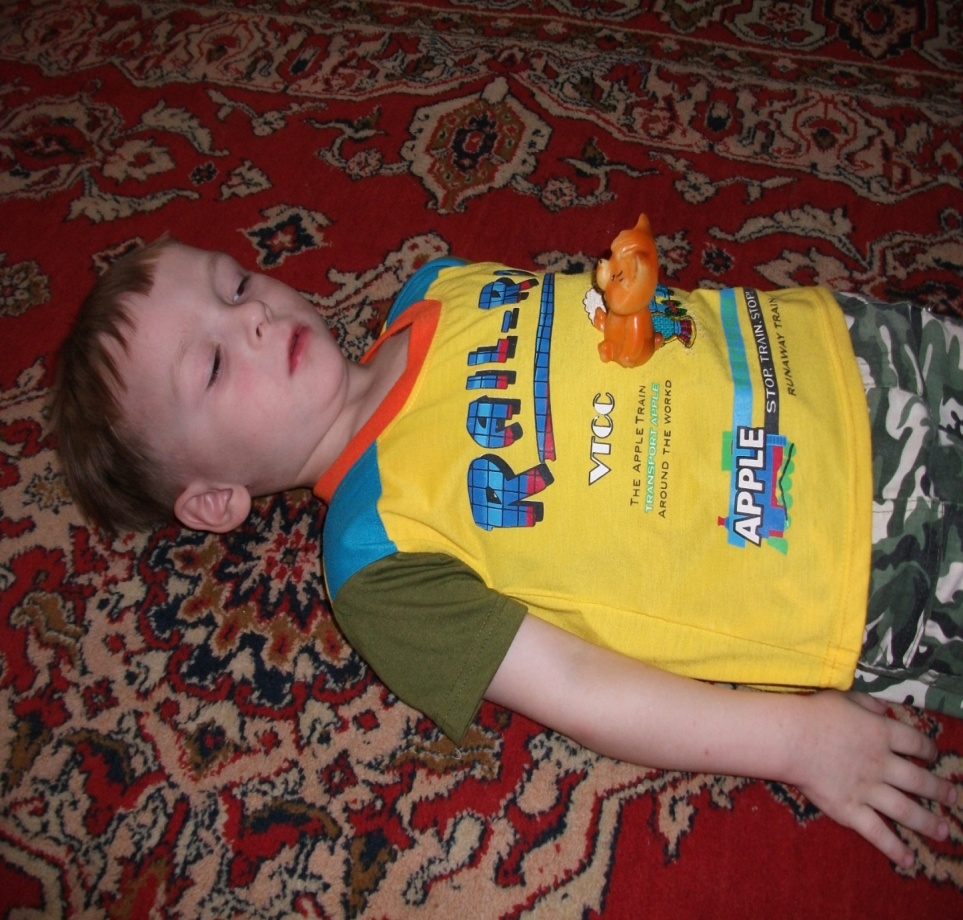 RAIL-R
VTCC
THE APPLE TRAIN
TRANSPORT APPLE
AROUND THE WORKD
APPLE
STOP, TRAIN, STOP!
RUNAWAY TRAIN